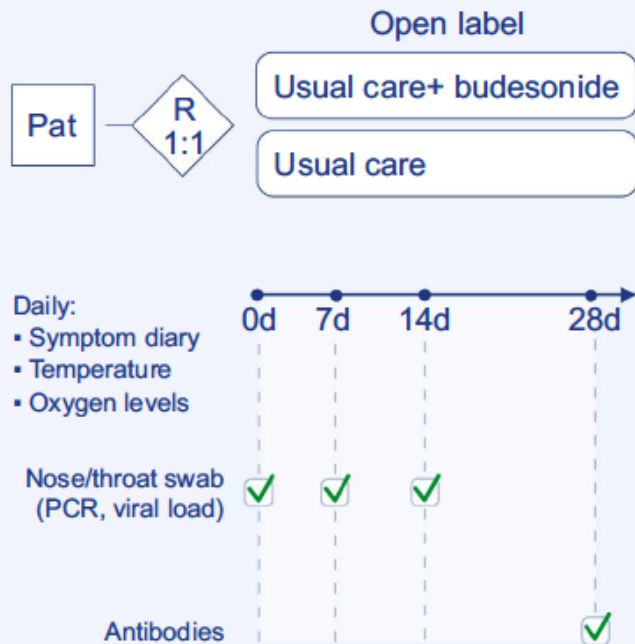 Open label
Pat
R
1:1
Usual care+ budesonide
Usual care
0d 7d 14d 28d
Daily:
▪ Symptom diary
▪ Temperature
▪ Oxygen levels
Nose/throat swab
(PCR, viral load)
Antibodies